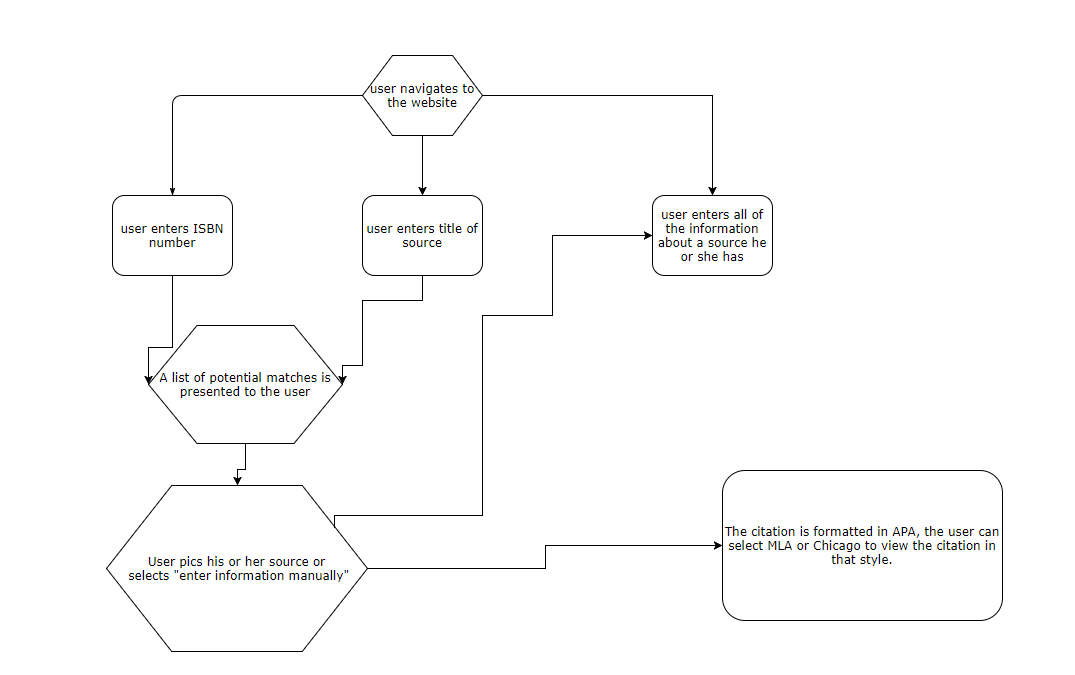 user navigates to
the website
user enters ISBN
number
user enters title of
source
user enters all of
the information
about a source he
or she has
A list of potential matches is
presented to the user
User pics his or her source or
selects "enter information manually"
The citation is formatted in APA, the user can
select MLA or Chicago to view the citation in
that style.